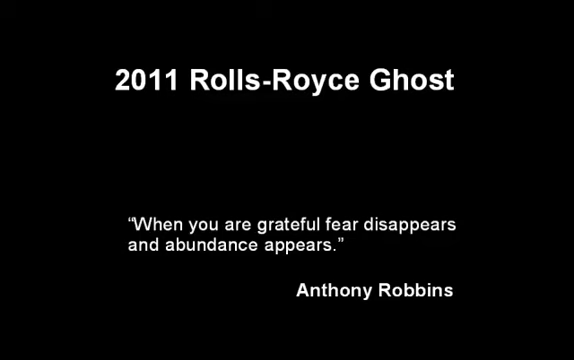 2011 Rolls-Royce Ghost
“When you are grateful fear disappears
and abundance appears.”
Anthony Robbins